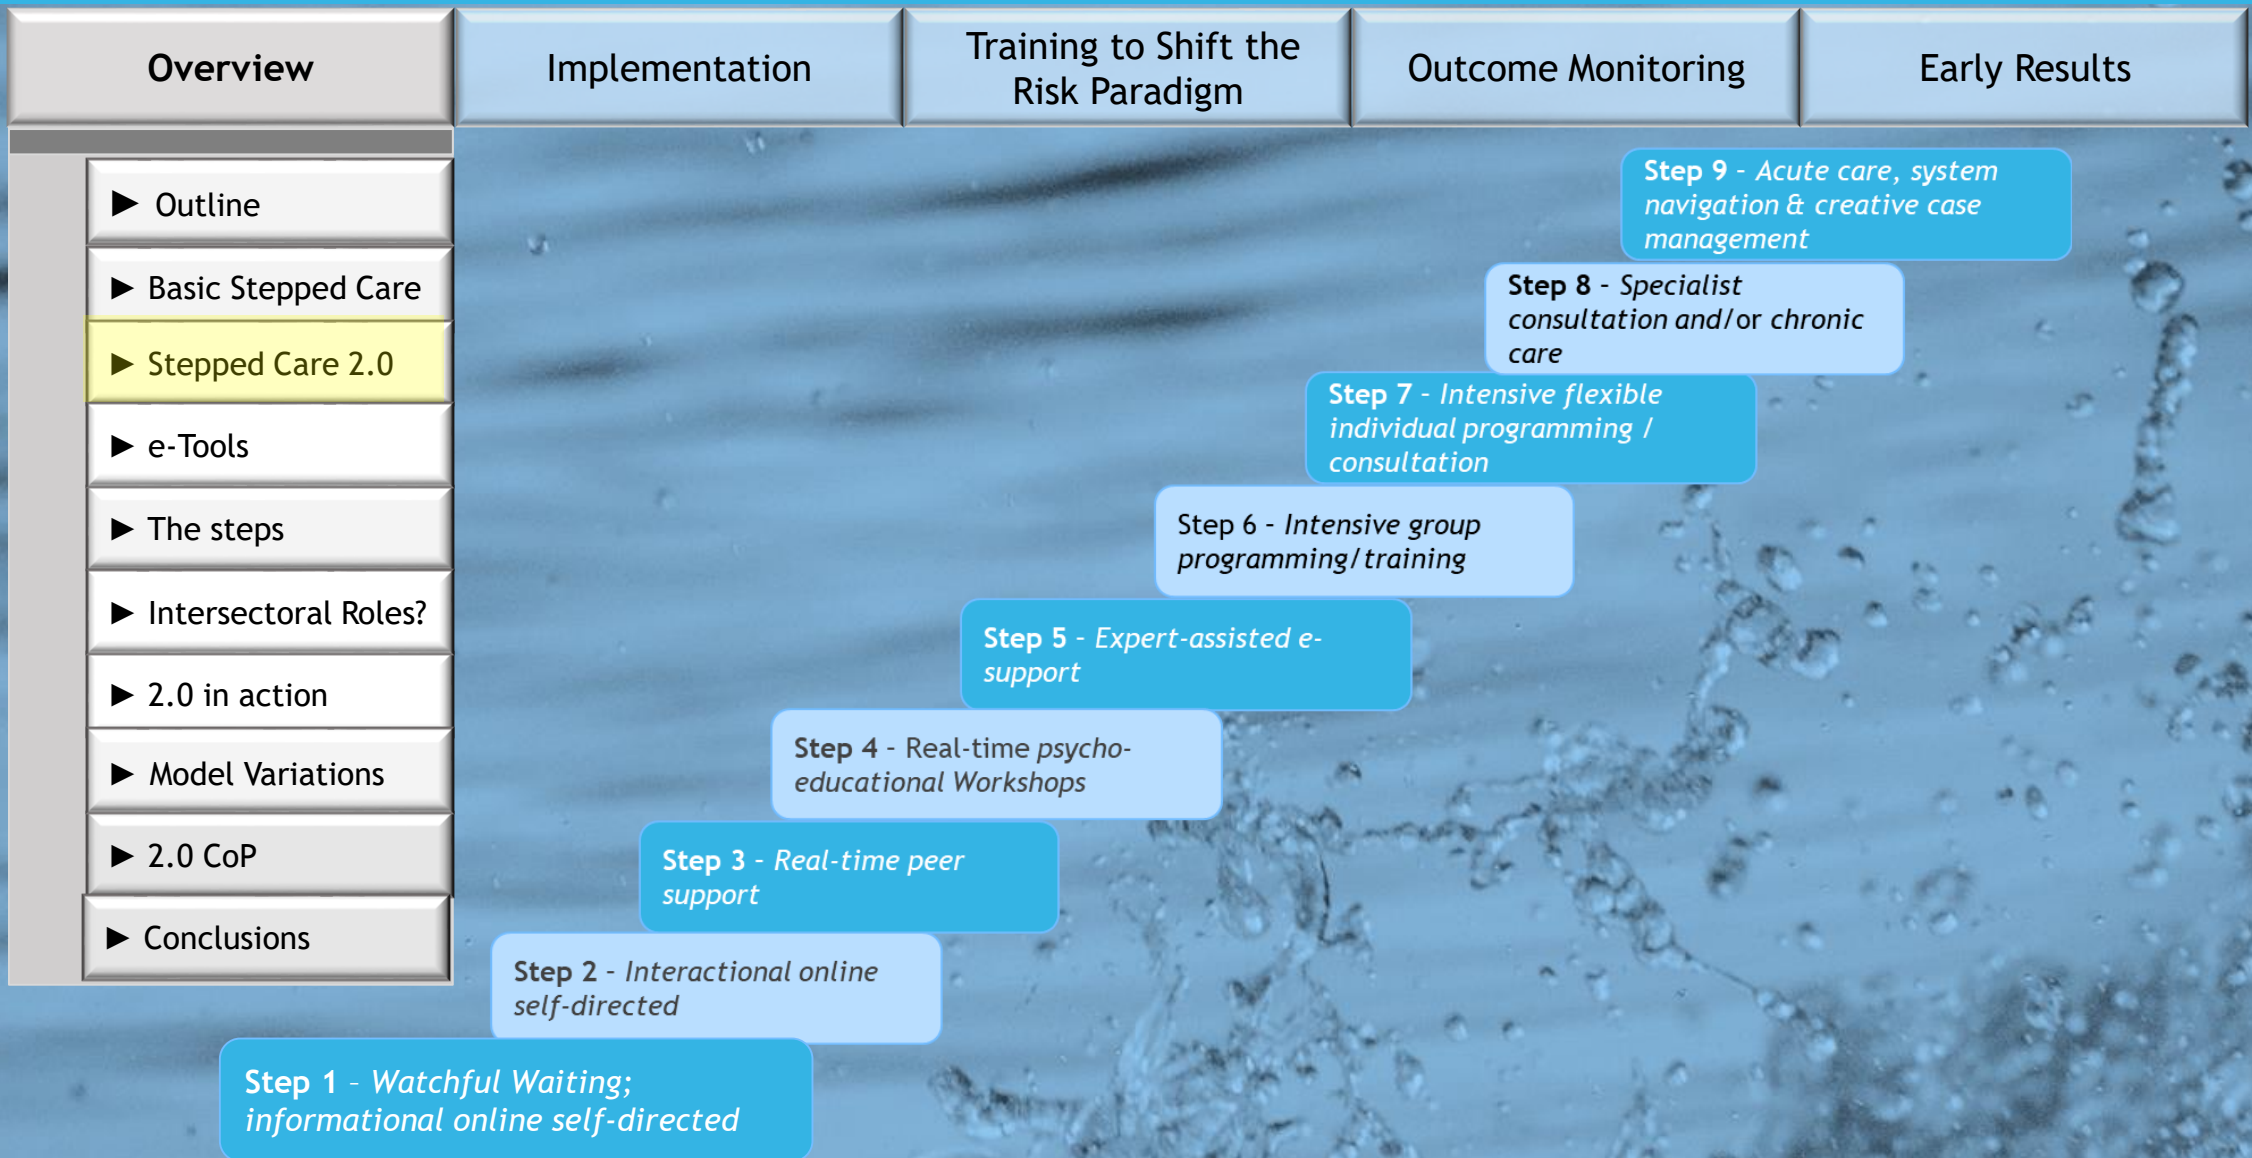 Overview
Implementation
Training to Shift the
Risk Paradigm
Outcome Monitoring
Early Results
► Outline
► Basic Stepped Care
► Stepped Care 2.0
► e-Tools
► The steps
► Intersectoral Roles?
► 2.0 in action
► Model Variations
► 2.0 CoP
► Conclusions
Step 9 – Acute care, system
navigation & creative case
management
Step 8 – Specialist
consultation and/or chronic
care
Step 7 – Intensive flexible
individual programming /
consultation
Step 6 – Intensive group
programming/training
Step 5 – Expert-assisted e-
support
Step 4 – Real-time psycho-
educational Workshops
Step 3 – Real-time peer
support
Step 2 – Interactional online
self-directed
Step 1 – Watchful Waiting;
informational online self-directed